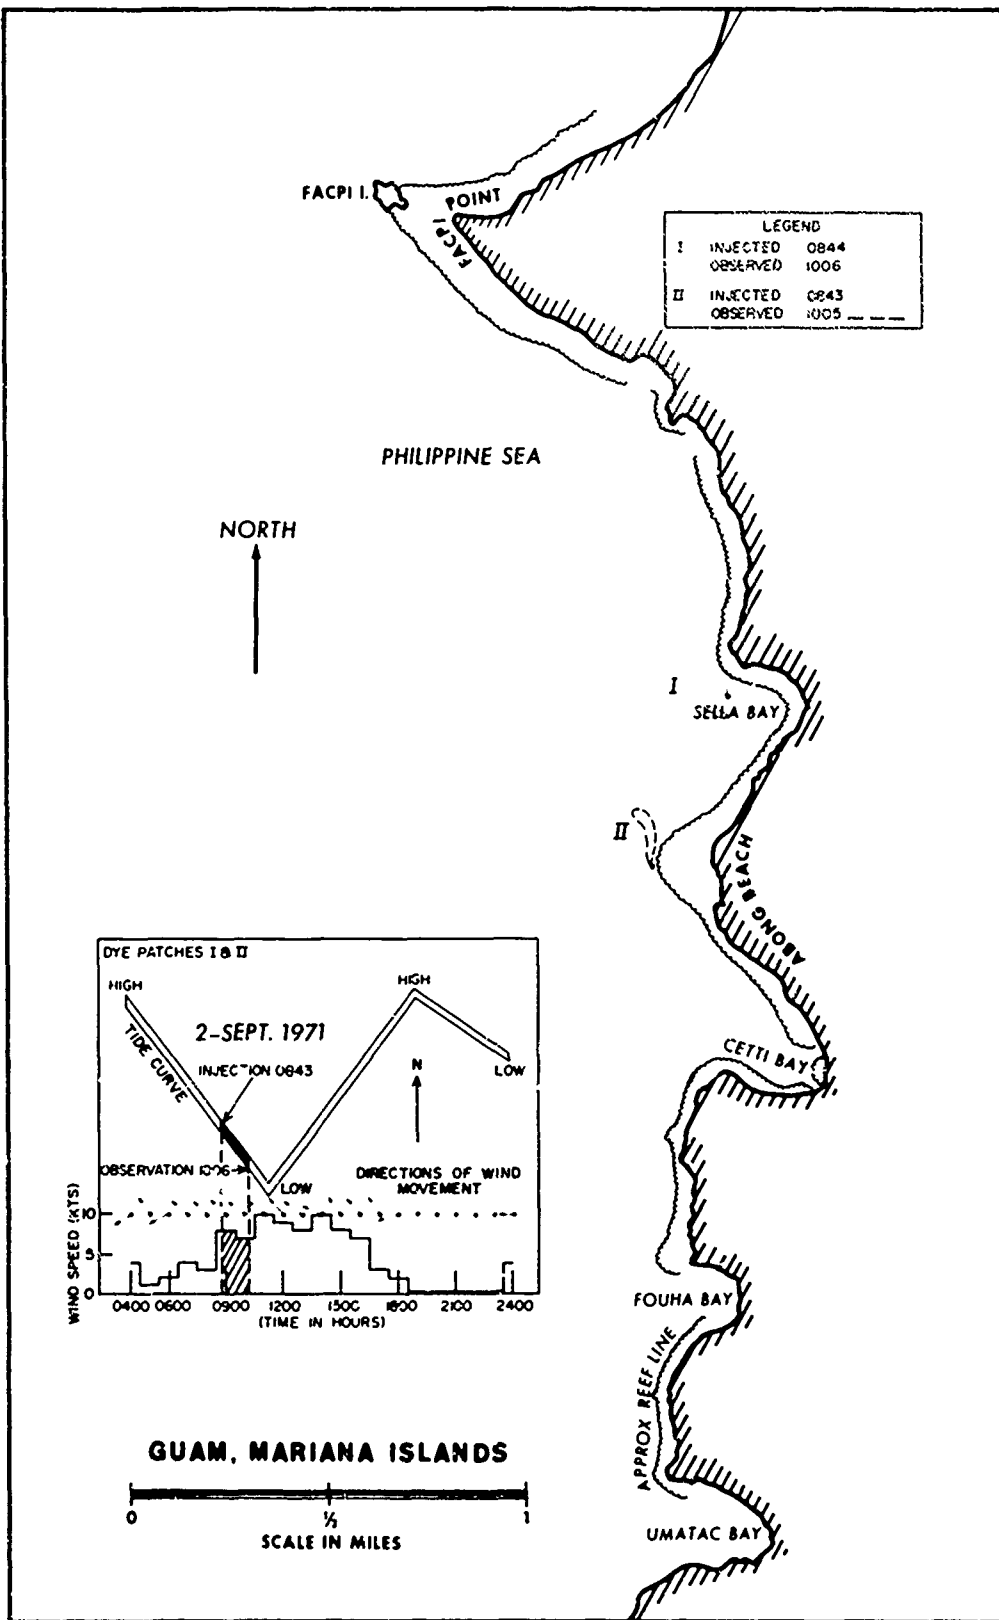 FACPI I.
FACPI POINT
LEGEND
I INJECTED 0844
OBSERVED 1006
II INJECTED 0843
OBSERVED 1005
PHILIPPINE SEA
NORTH
I
SELLA BAY
II
ABONG BEACH
DYE PATCHES I & II
HIGH
HIGH
2-SEPT. 1971
TIDE CURVE
INJECTION 0843
N
LOW
OBSERVATION 1006
LOW
DIRECTIONS OF WIND
MOVEMENT
WIND SPEED (KTS)
10
5
0
0400 0600 0900 1200 1500 1800 2100 2400
(TIME IN HOURS)
CETTI BAY
FOUHA BAY
APPROX REEF LINE
UMATAC BAY
GUAM, MARIANA ISLANDS
0 ½ 1
SCALE IN MILES